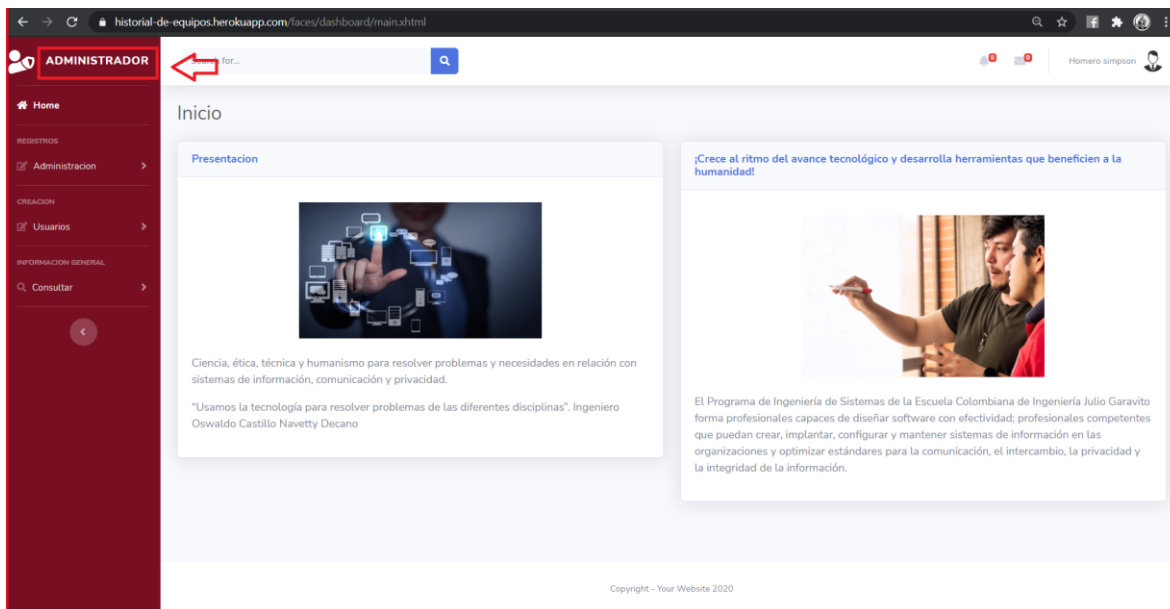 historial-de-equipos.herokuapp.com/faces/dashboard/main.xhtml
ADMINISTRADOR
for...
0
0
Homero simpson
Home
REGISTROS
Administracion
CREACION
Usuarios
INFORMACION GENERAL
Consultar
Inicio
Presentacion
Ciencia, ética, técnica y humanismo para resolver problemas y necesidades en relación con
sistemas de información, comunicación y privacidad.
“Usamos la tecnología para resolver problemas de las diferentes disciplinas”. Ingeniero
Oswaldo Castillo Navetty Decano
¡Crece al ritmo del avance tecnológico y desarrolla herramientas que beneficien a la
humanidad!
El Programa de Ingeniería de Sistemas de la Escuela Colombiana de Ingeniería Julio Garavito
forma profesionales capaces de diseñar software con efectividad; profesionales competentes
que puedan crear, implantar, configurar y mantener sistemas de información en las
organizaciones y optimizar estándares para la comunicación, el intercambio, la privacidad y
la integridad de la información.
Copyright - Your Website 2020